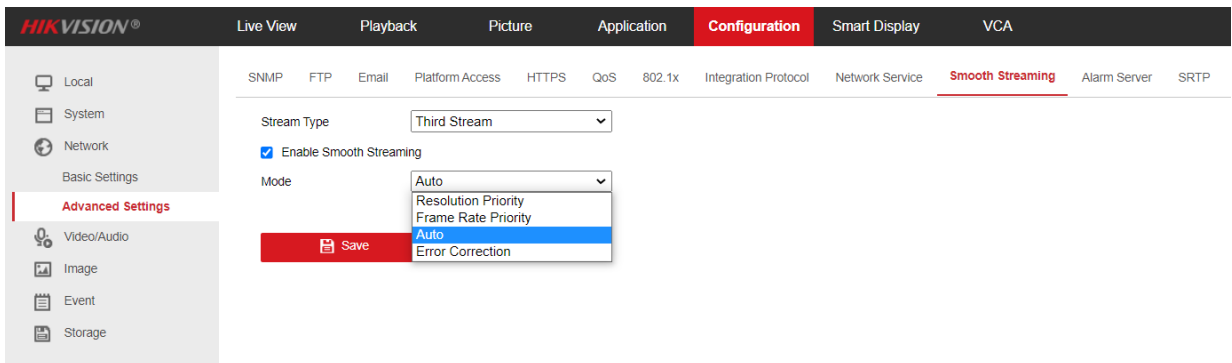 HIKVISION®
Live View Playback Picture Application Configuration Smart Display VCA
Local
System
Network
Basic Settings
Advanced Settings
Video/Audio
Image
Event
Storage
SNMP FTP Email Platform Access HTTPS QoS 802.1x Integration Protocol Network Service Smooth Streaming Alarm Server SRTP
Stream Type Third Stream
Enable Smooth Streaming
Mode Auto
Resolution Priority
Frame Rate Priority
Auto
Error Correction
Save